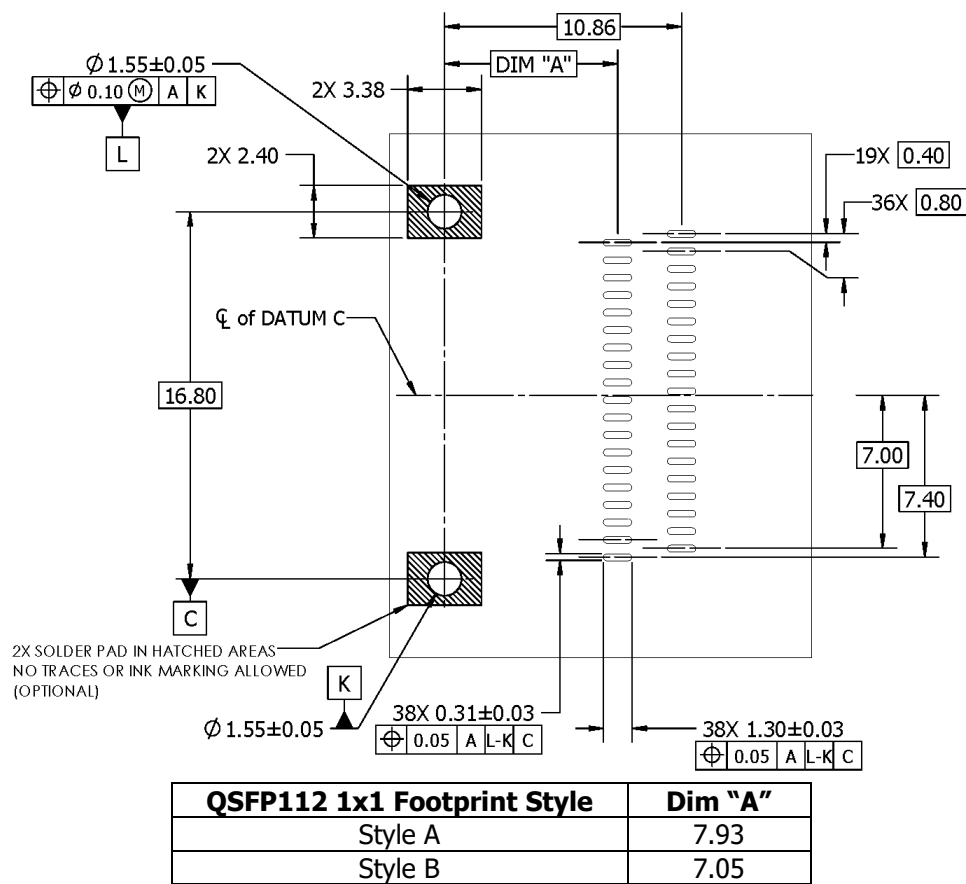 10.86
Ø 1.55±0.05
DIM "A"
⌖ Ø 0.10 Ⓜ A K
2X 3.38
L
2X 2.40
19X 0.40
36X 0.80
℄ of DATUM C
16.80
7.00
7.40
C
2X SOLDER PAD IN HATCHED AREAS
NO TRACES OR INK MARKING ALLOWED
(OPTIONAL)
K
Ø 1.55±0.05
38X 0.31±0.03
⌖ 0.05 A L-K C
38X 1.30±0.03
⌖ 0.05 A L-K C
QSFP112 1x1 Footprint Style Dim “A”
Style A 7.93
Style B 7.05